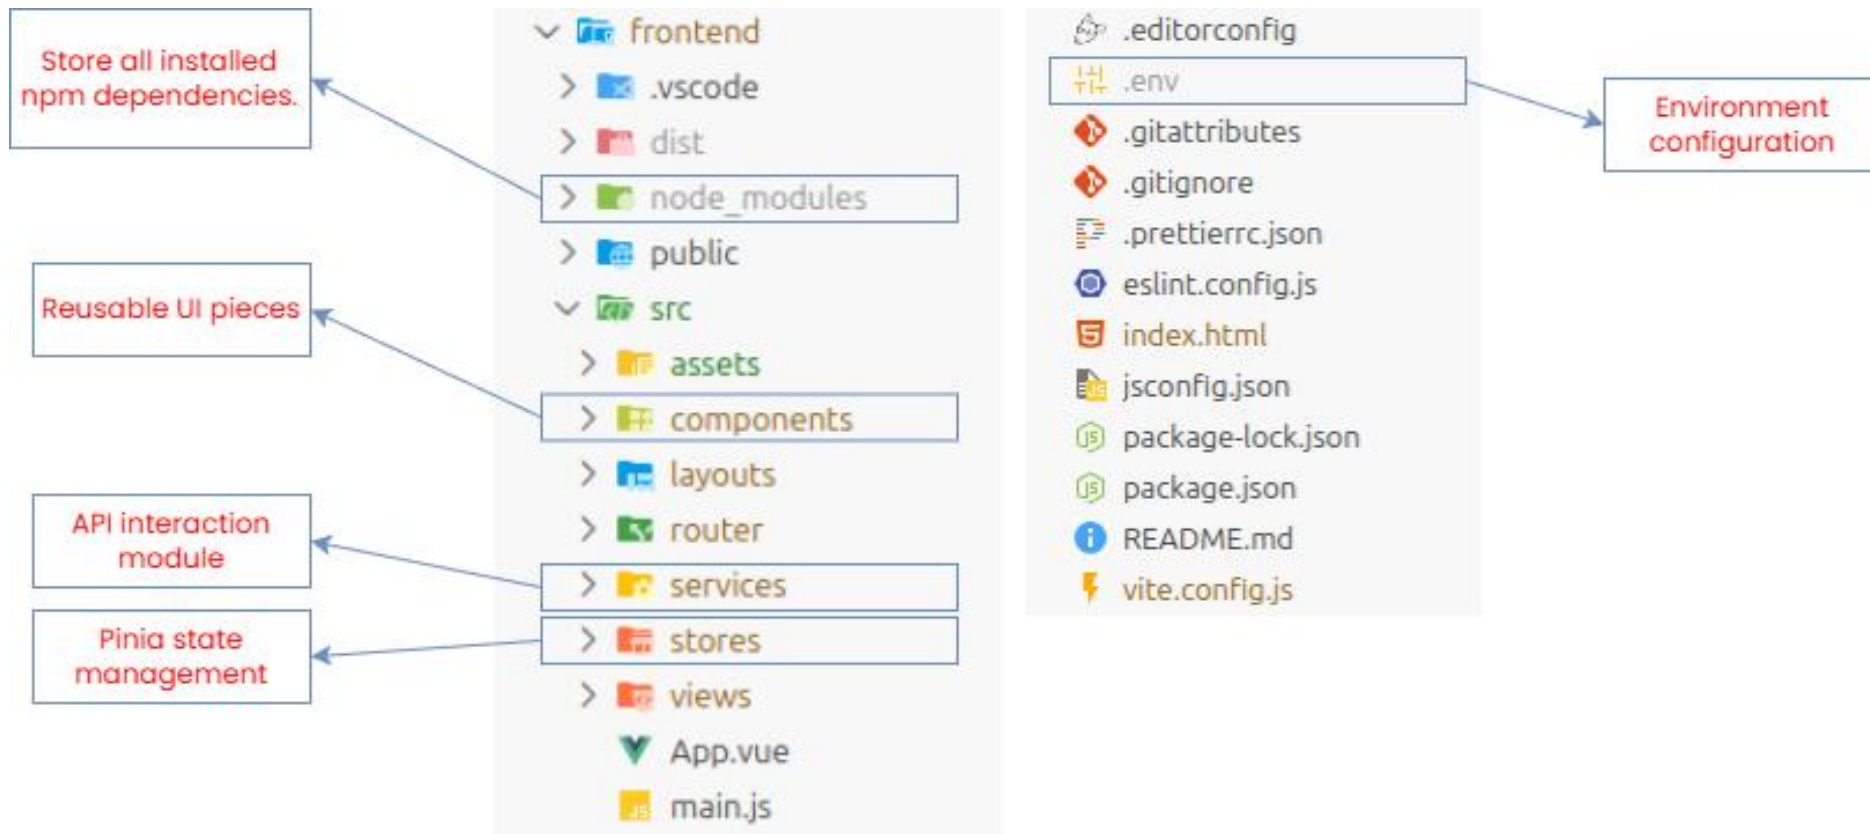 Store all installed
npm dependencies.
Reusable UI pieces
API interaction
module
Pinia state
management
frontend
.vscode
dist
node_modules
public
src
assets
components
layouts
router
services
stores
views
App.vue
main.js
.editorconfig
.env
.gitattributes
.gitignore
.prettierrc.json
eslint.config.js
index.html
jsconfig.json
package-lock.json
package.json
README.md
vite.config.js
Environment
configuration